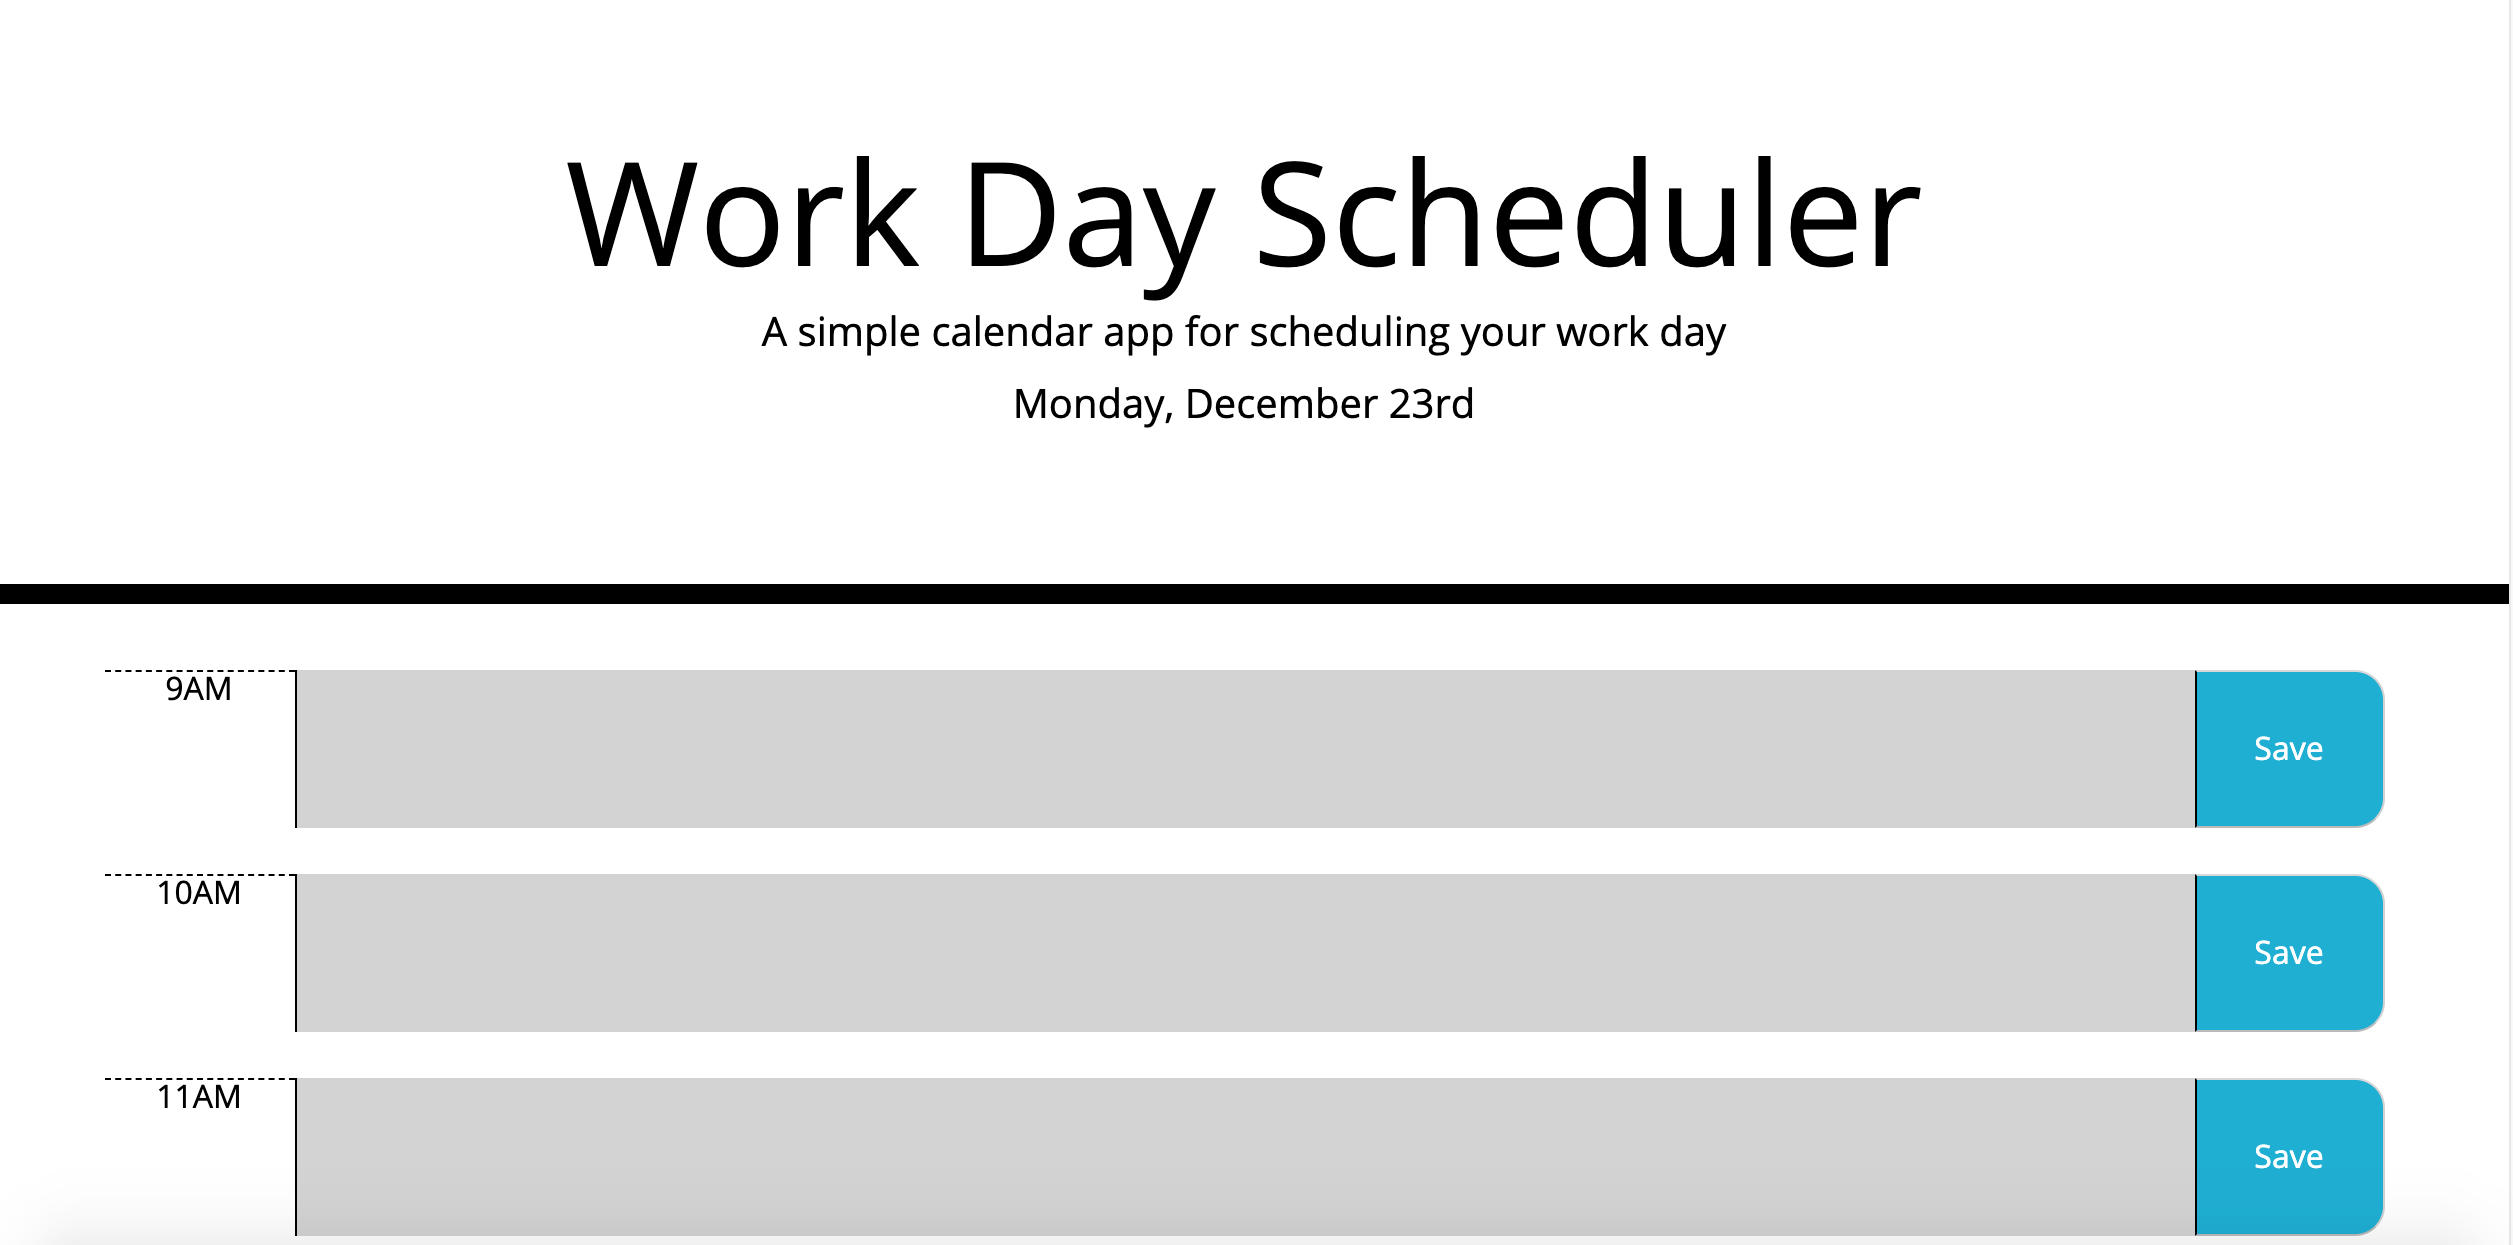 Work Day Scheduler
A simple calendar app for scheduling your work day
Monday, December 23rd
9AM
Save
10AM
Save
11AM
Save